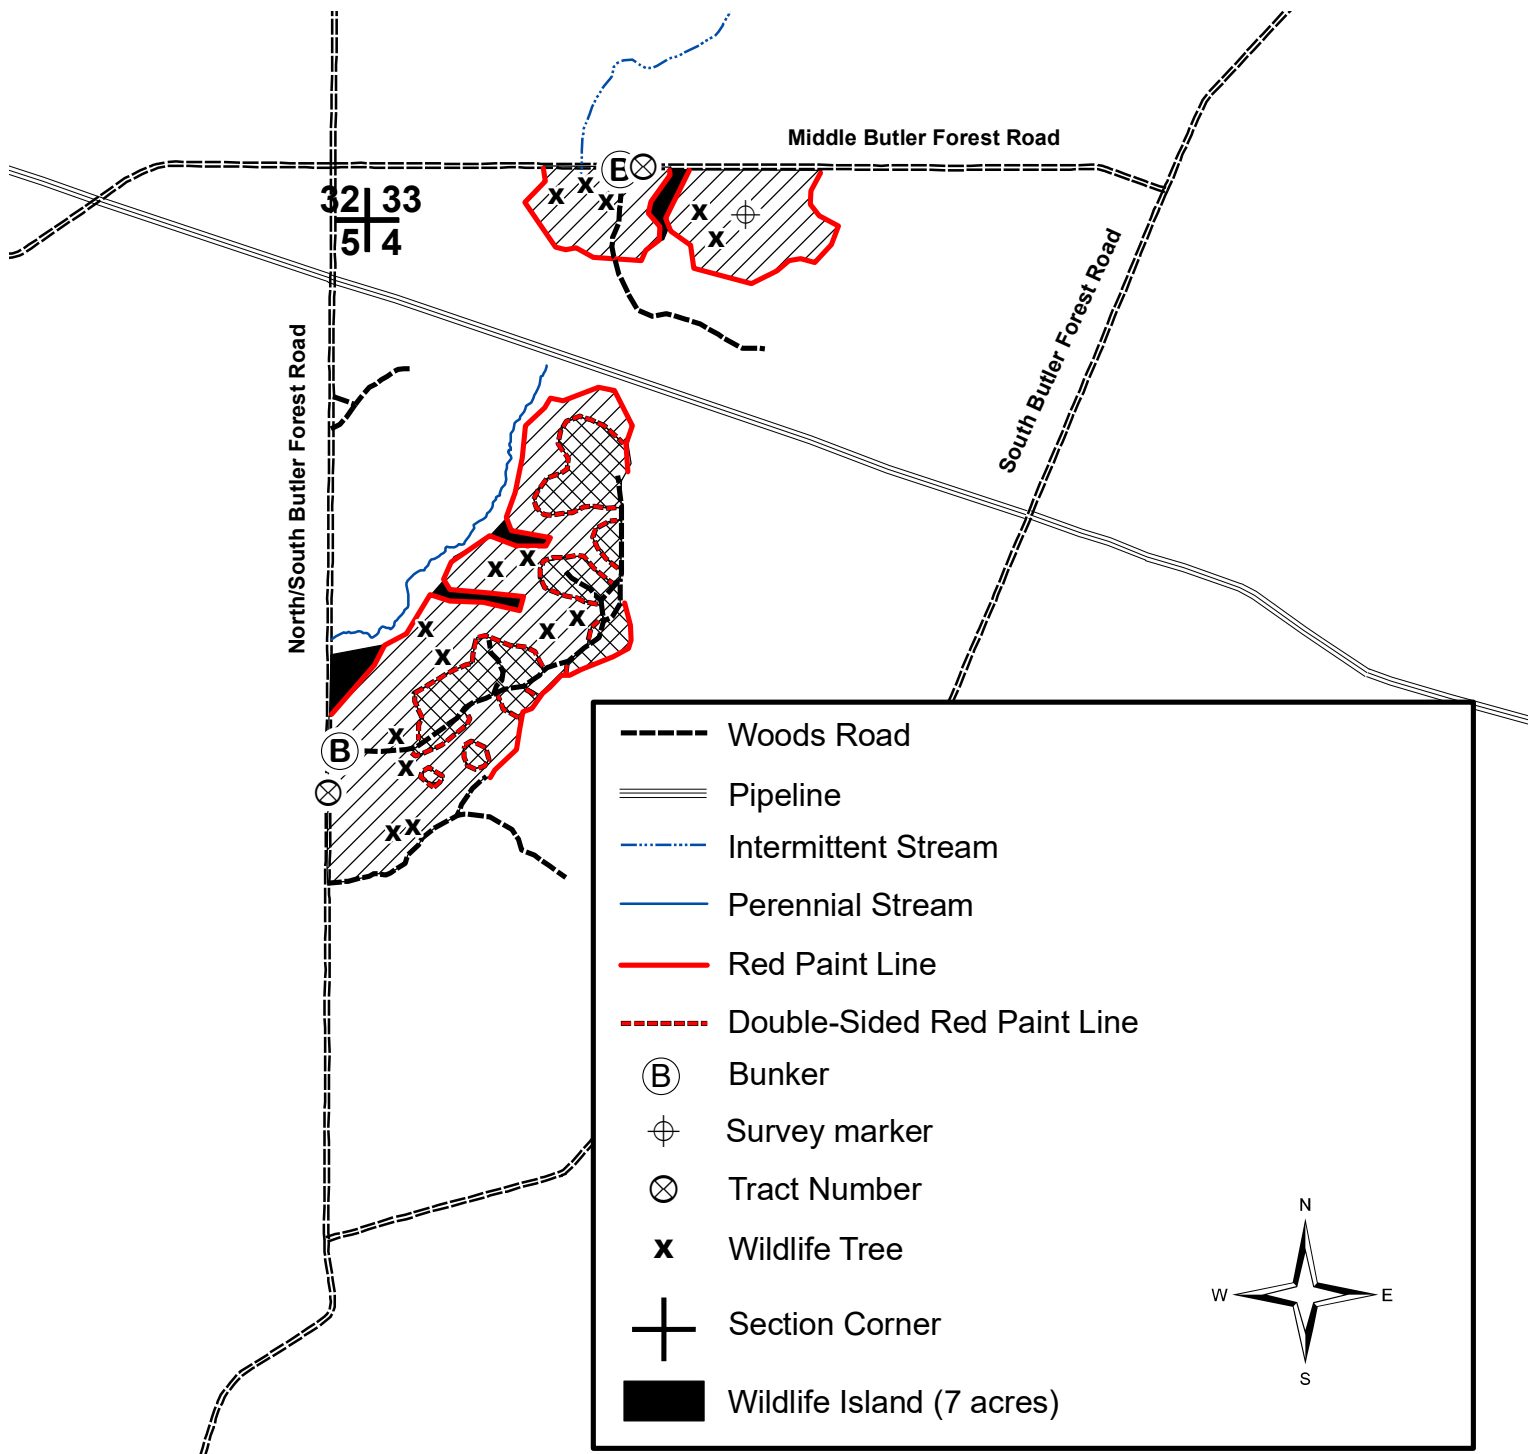 Middle Butler Forest Road
B
32 33
5 4
South Butler Forest Road
North/South Butler Forest Road
x x x x x
x x x x x x x x x x
B
Woods Road
Pipeline
Intermittent Stream
Perennial Stream
Red Paint Line
Double-Sided Red Paint Line
B Bunker
Survey marker
Tract Number
x Wildlife Tree
Section Corner
Wildlife Island (7 acres)
N
W E
S